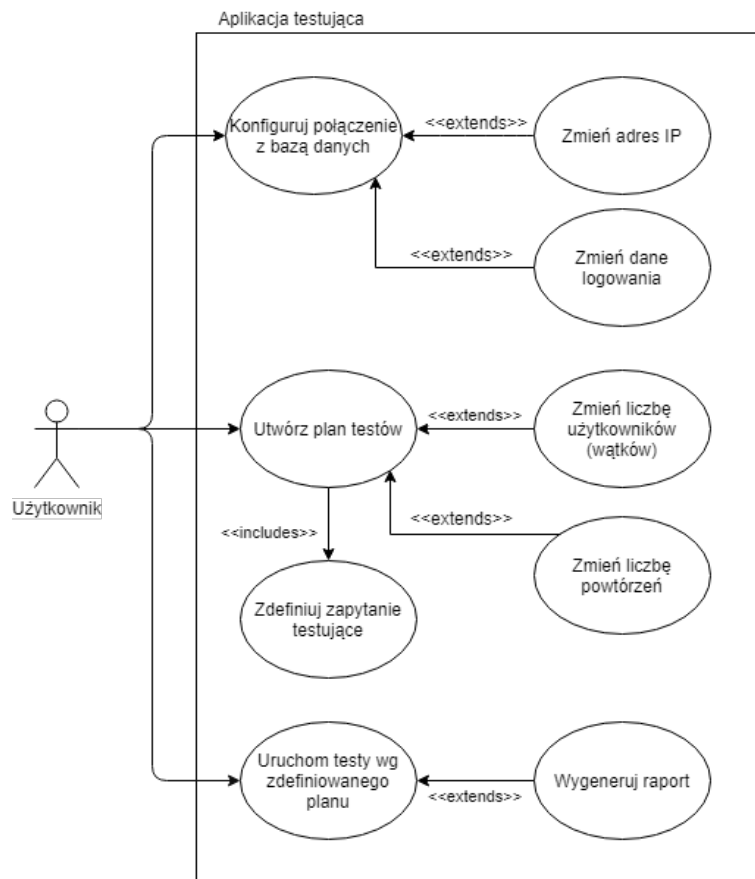 Aplikacja testująca
Konfiguruj połączenie
z bazą danych
<<extends>>
Zmień adres IP
<<extends>>
Zmień dane
logowania
Użytkownik
Utwórz plan testów
<<extends>>
Zmień liczbę
użytkowników
(wątków)
<<includes>>
<<extends>>
Zmień liczbę
powtórzeń
Zdefiniuj zapytanie
testujące
Uruchom testy wg
zdefiniowanego
planu
<<extends>>
Wygeneruj raport